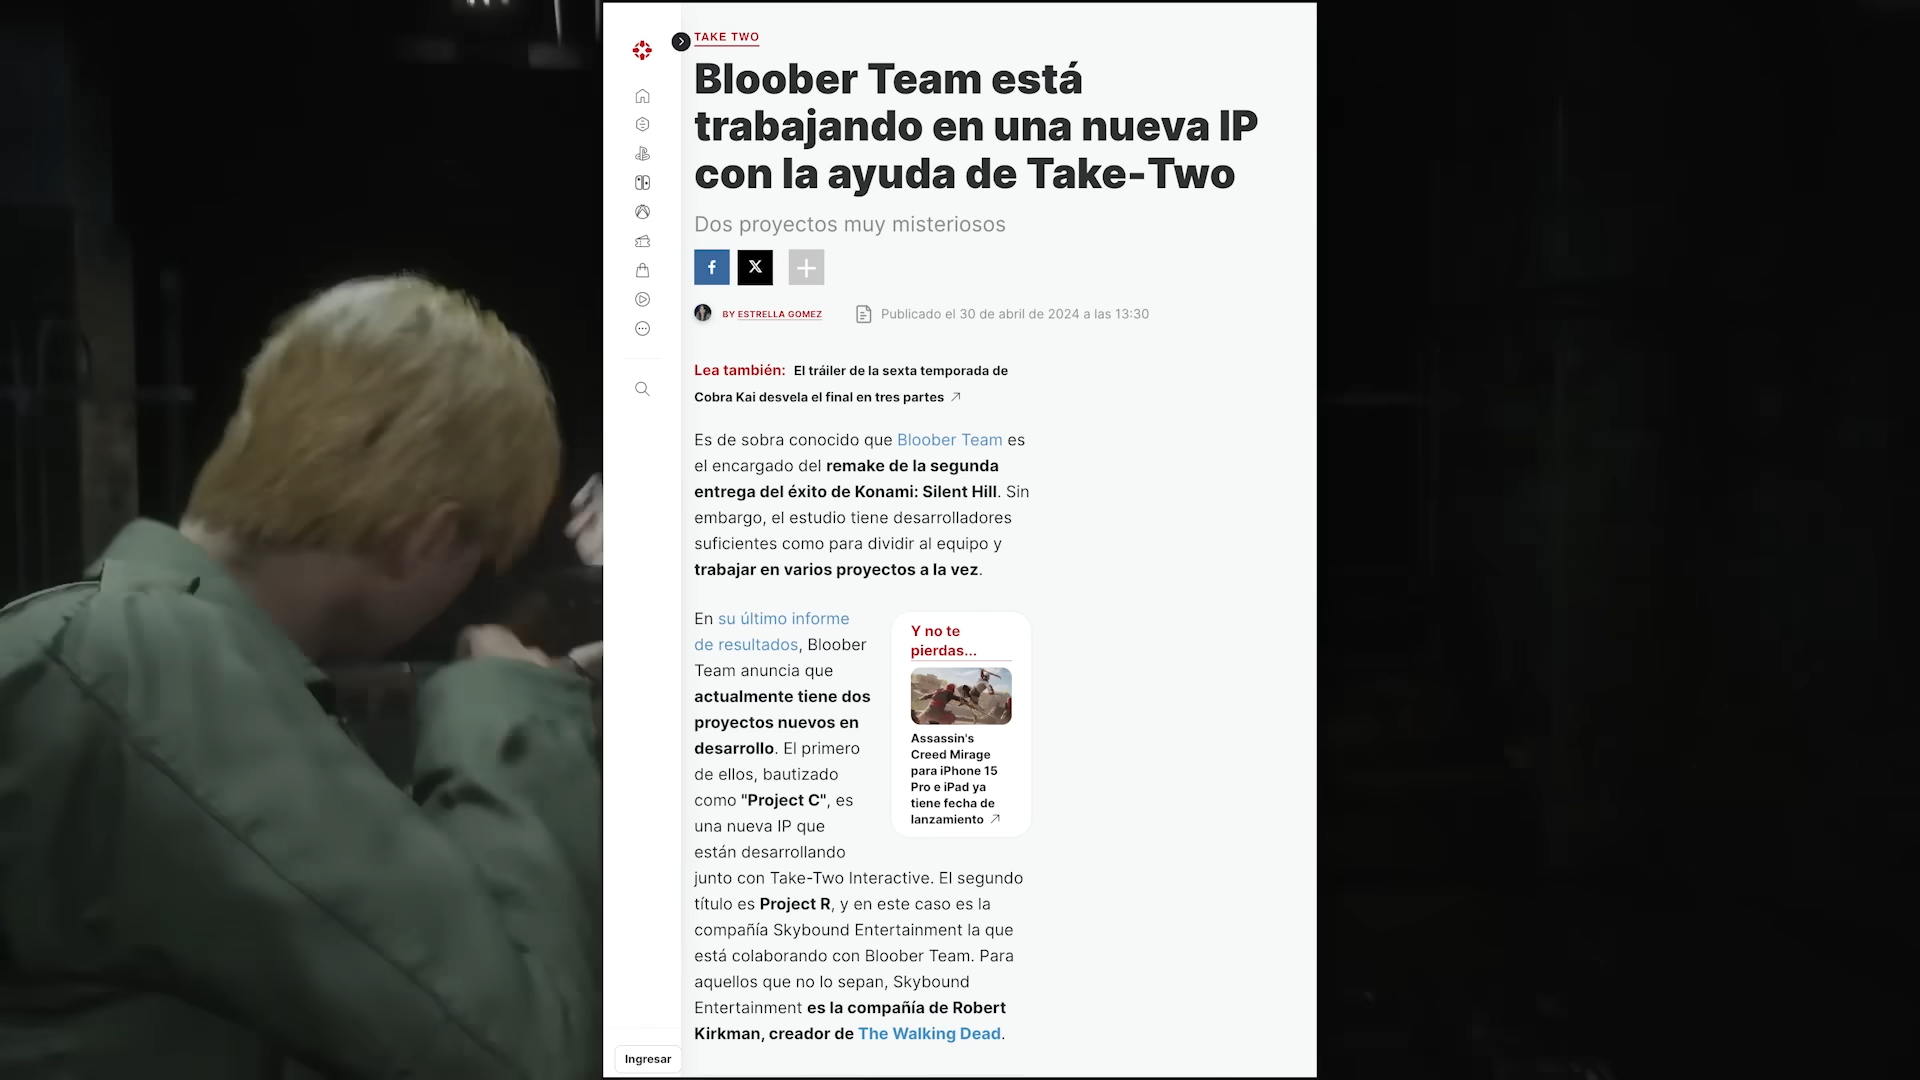 TAKE TWO
Bloober Team está
trabajando en una nueva IP
con la ayuda de Take-Two
Dos proyectos muy misteriosos
BY ESTRELLA GOMEZ
Publicado el 30 de abril de 2024 a las 13:30
Lea también: El tráiler de la sexta temporada de
Cobra Kai desvela el final en tres partes
Es de sobra conocido que Bloober Team es
el encargado del remake de la segunda
entrega del éxito de Konami: Silent Hill. Sin
embargo, el estudio tiene desarrolladores
suficientes como para dividir al equipo y
trabajar en varios proyectos a la vez.
En su último informe
de resultados, Bloober
Team anuncia que
actualmente tiene dos
proyectos nuevos en
desarrollo. El primero
de ellos, bautizado
como "Project C", es
una nueva IP que
están desarrollando
junto con Take-Two Interactive. El segundo
título es Project R, y en este caso es la
compañía Skybound Entertainment la que
está colaborando con Bloober Team. Para
aquellos que no lo sepan, Skybound
Entertainment es la compañía de Robert
Kirkman, creador de The Walking Dead.
Y no te
pierdas...
Assassin's
Creed Mirage
para iPhone 15
Pro e iPad ya
tiene fecha de
lanzamiento
Ingresar